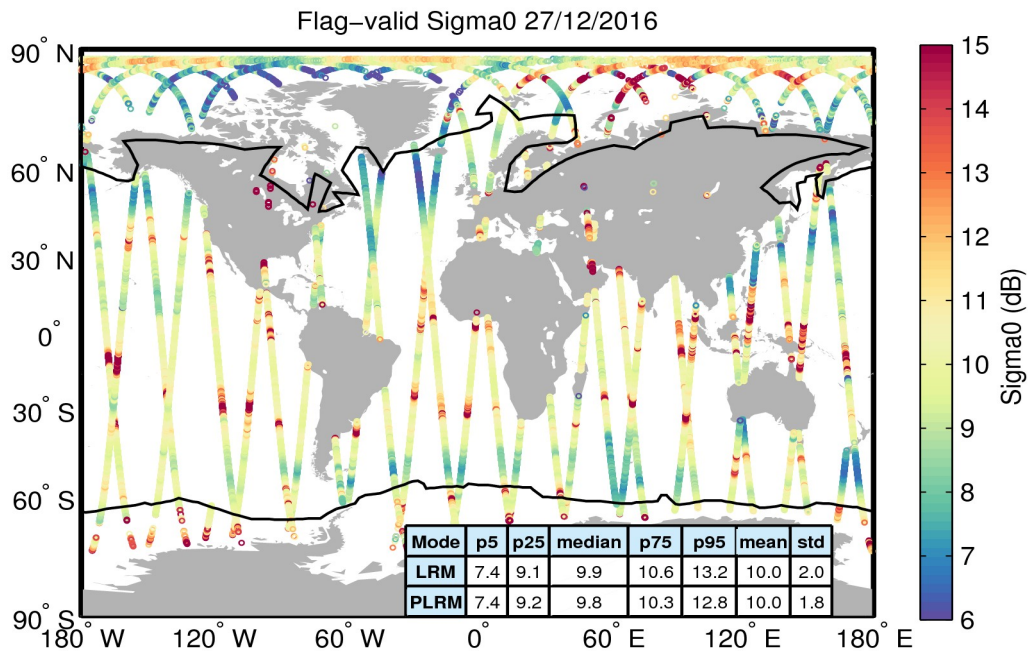 Flag−valid Sigma0 27/12/2016
90° N
60° N
30° N
0°
30° S
60° S
90° S
180° W
120° W
60° W
0°
60° E
120° E
180° E
Mode p5 p25 median p75 p95 mean std
LRM 7.4 9.1 9.9 10.6 13.2 10.0 2.0
PLRM 7.4 9.2 9.8 10.3 12.8 10.0 1.8
15
14
13
12
11
10
9
8
7
6
Sigma0 (dB)